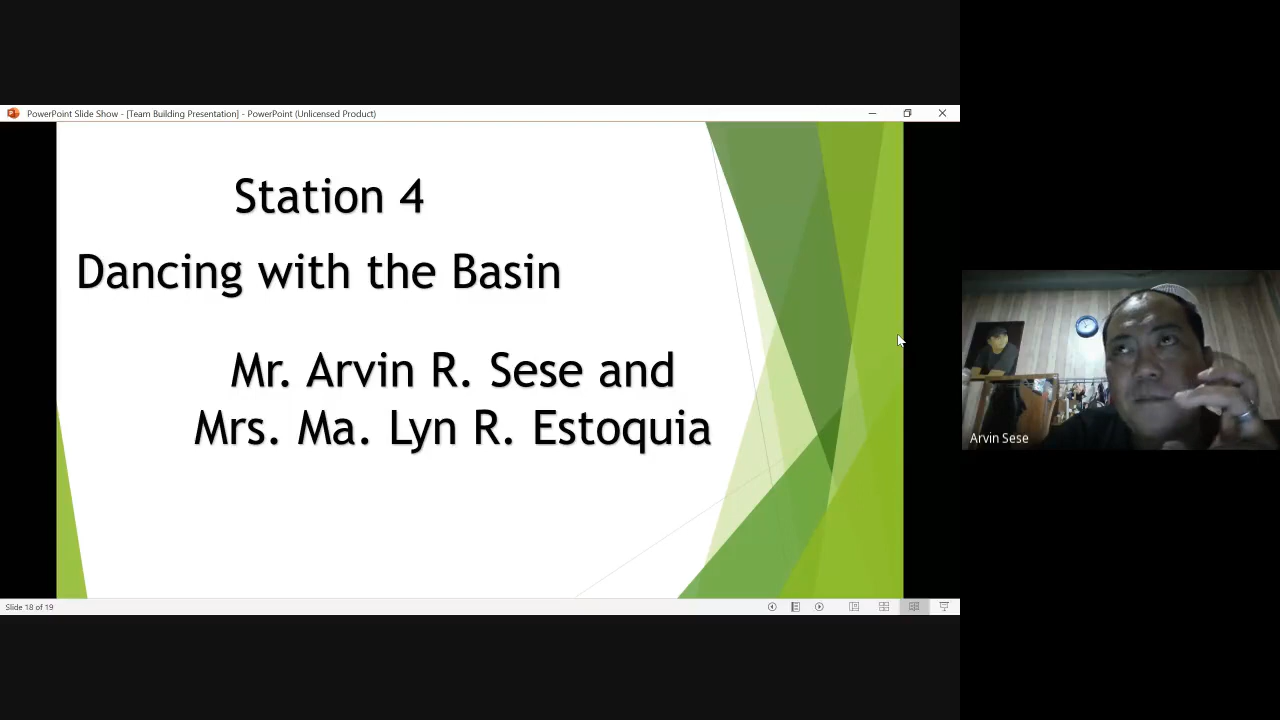 PowerPoint Slide Show - [Team Building Presentation] - PowerPoint (Unlicensed Product)
Station 4
Dancing with the Basin
Mr. Arvin R. Sese and
Mrs. Ma. Lyn R. Estoquia
Arvin Sese
Slide 18 of 19